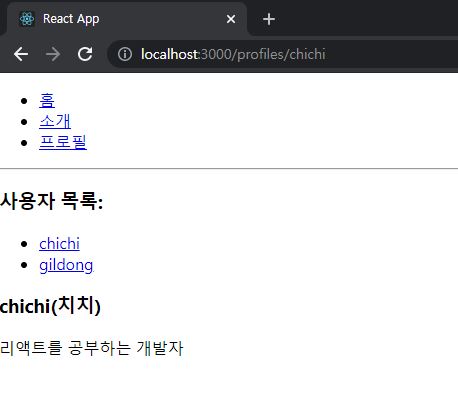 React App
localhost:3000/profiles/chichi
홈
소개
프로필
사용자 목록:
chichi
gildong
chichi(치치)
리액트를 공부하는 개발자